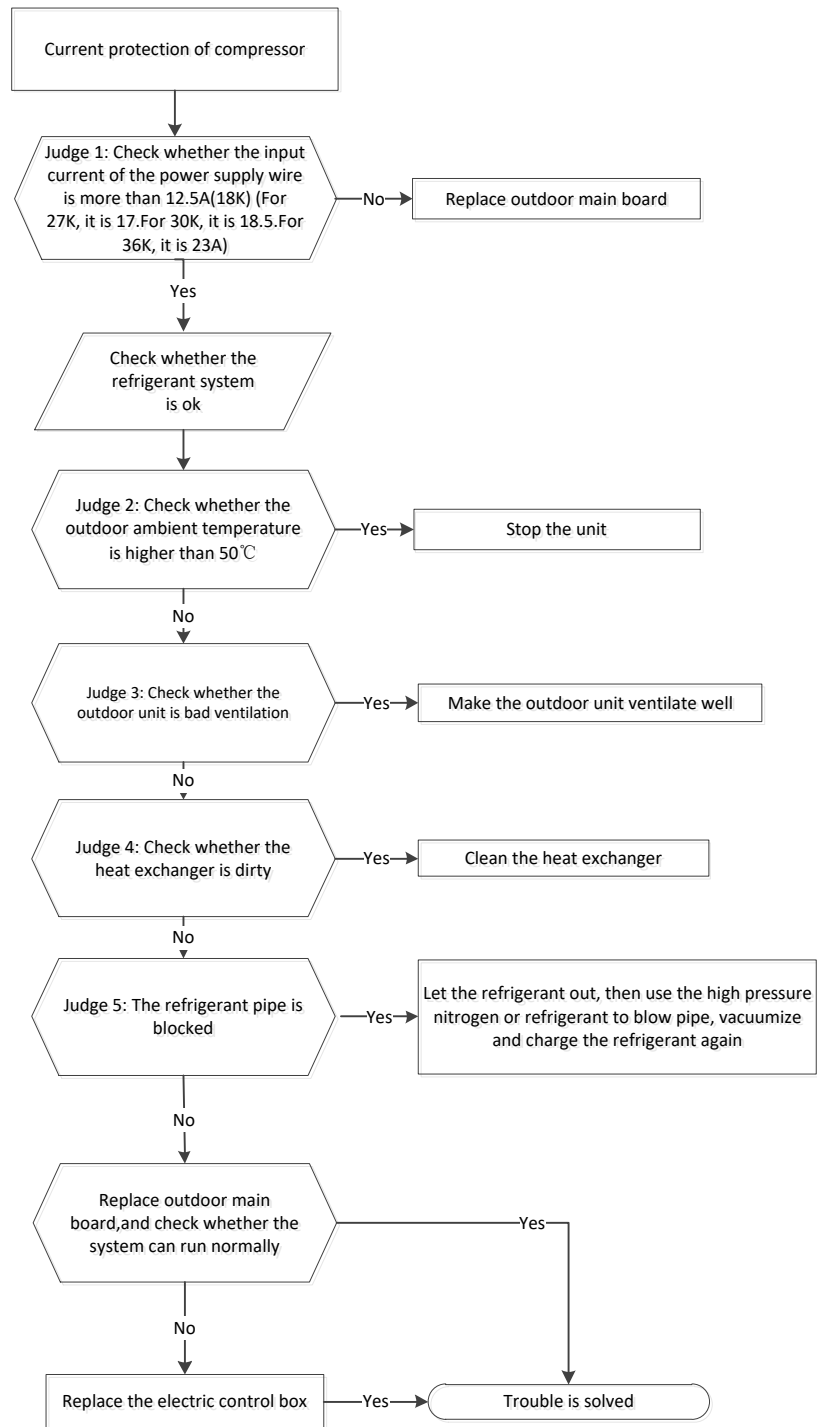 Current protection of compressor
Judge 1: Check whether the input
current of the power supply wire
is more than 12.5A(18K) (For
27K, it is 17.For 30K, it is 18.5.For
36K, it is 23A)
No
Replace outdoor main board
Yes
Check whether the
refrigerant system
is ok
Judge 2: Check whether the
outdoor ambient temperature
is higher than 50℃
Yes
Stop the unit
No
Judge 3: Check whether the
outdoor unit is bad ventilation
Yes
Make the outdoor unit ventilate well
No
Judge 4: Check whether the
heat exchanger is dirty
Yes
Clean the heat exchanger
No
Judge 5: The refrigerant pipe is
blocked
Yes
Let the refrigerant out, then use the high pressure
nitrogen or refrigerant to blow pipe, vacuumize
and charge the refrigerant again
No
Replace outdoor main
board,and check whether the
system can run normally
Yes
No
Replace the electric control box
Yes
Trouble is solved